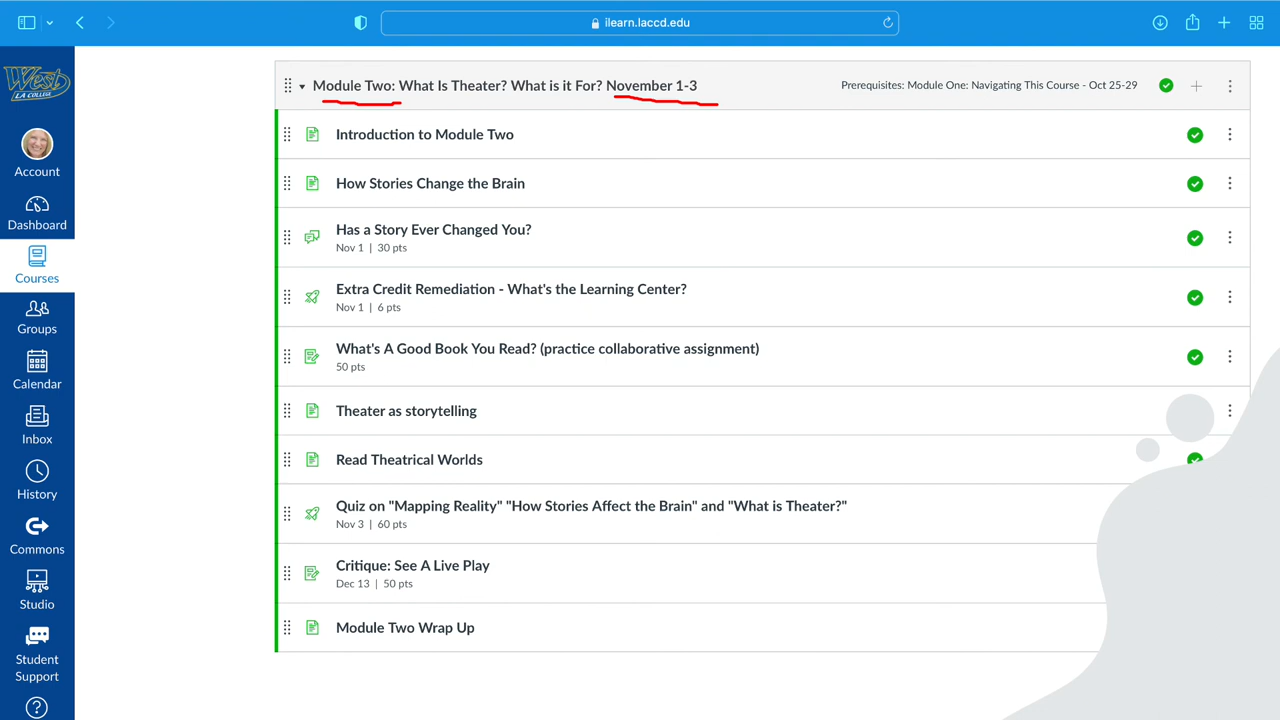 ilearn.laccd.edu
West
LA COLLEGE
Account
Dashboard
Courses
Groups
Calendar
Inbox
History
Commons
Studio
Student
Support
Module Two: What Is Theater? What is it For? November 1-3
Prerequisites: Module One: Navigating This Course - Oct 25-29
Introduction to Module Two
How Stories Change the Brain
Has a Story Ever Changed You?
Nov 1 | 30 pts
Extra Credit Remediation - What's the Learning Center?
Nov 1 | 6 pts
What's A Good Book You Read? (practice collaborative assignment)
50 pts
Theater as storytelling
Read Theatrical Worlds
Quiz on "Mapping Reality" "How Stories Affect the Brain" and "What is Theater?"
Nov 3 | 60 pts
Critique: See A Live Play
Dec 13 | 50 pts
Module Two Wrap Up